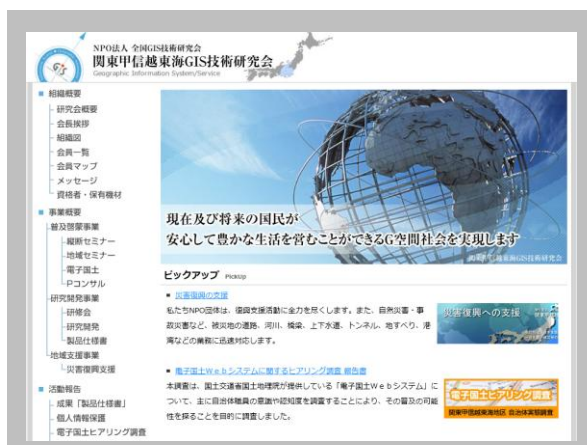 NPO法人 全国GIS技術研究会
関東甲信越東海GIS技術研究会
Geographic Information System/Service
GiS
組織概要
研究会概要
会長挨拶
組織図
会員一覧
会員マップ
メッセージ
資格者・保有機材
事業概要
普及啓蒙事業
縦断セミナー
地域セミナー
電子国土
Pコンサル
研究開発事業
研修会
研究開発
製品仕様書
地域支援事業
災害復興支援
活動報告
成果「製品仕様書」
個人情報保護
電子国土ヒアリング調査
現在及び将来の国民が
安心して豊かな生活を営むことができるG空間社会を実現します
関東甲信越東海GIS技術研究会
ピックアップ Pickup
災害復興の支援
私たちNPO団体は、復興支援活動に全力を尽くします。また、自然災害・事
故災害など、被災地の道路、河川、橋梁、上下水道、トンネル、地すべり、港
湾などの業務に迅速対応します。
災害復興への支援
電子国土Webシステムに関するヒアリング調査 報告書
本調査は、国土交通省国土地理院が提供している「電子国土Webシステム」に
ついて、主に自治体職員の意識や認知度を調査することにより、その普及の可能
性を探ることを目的に調査しました。
電子国土ヒアリング調査
関東甲信越東海地区 自治体実態調査